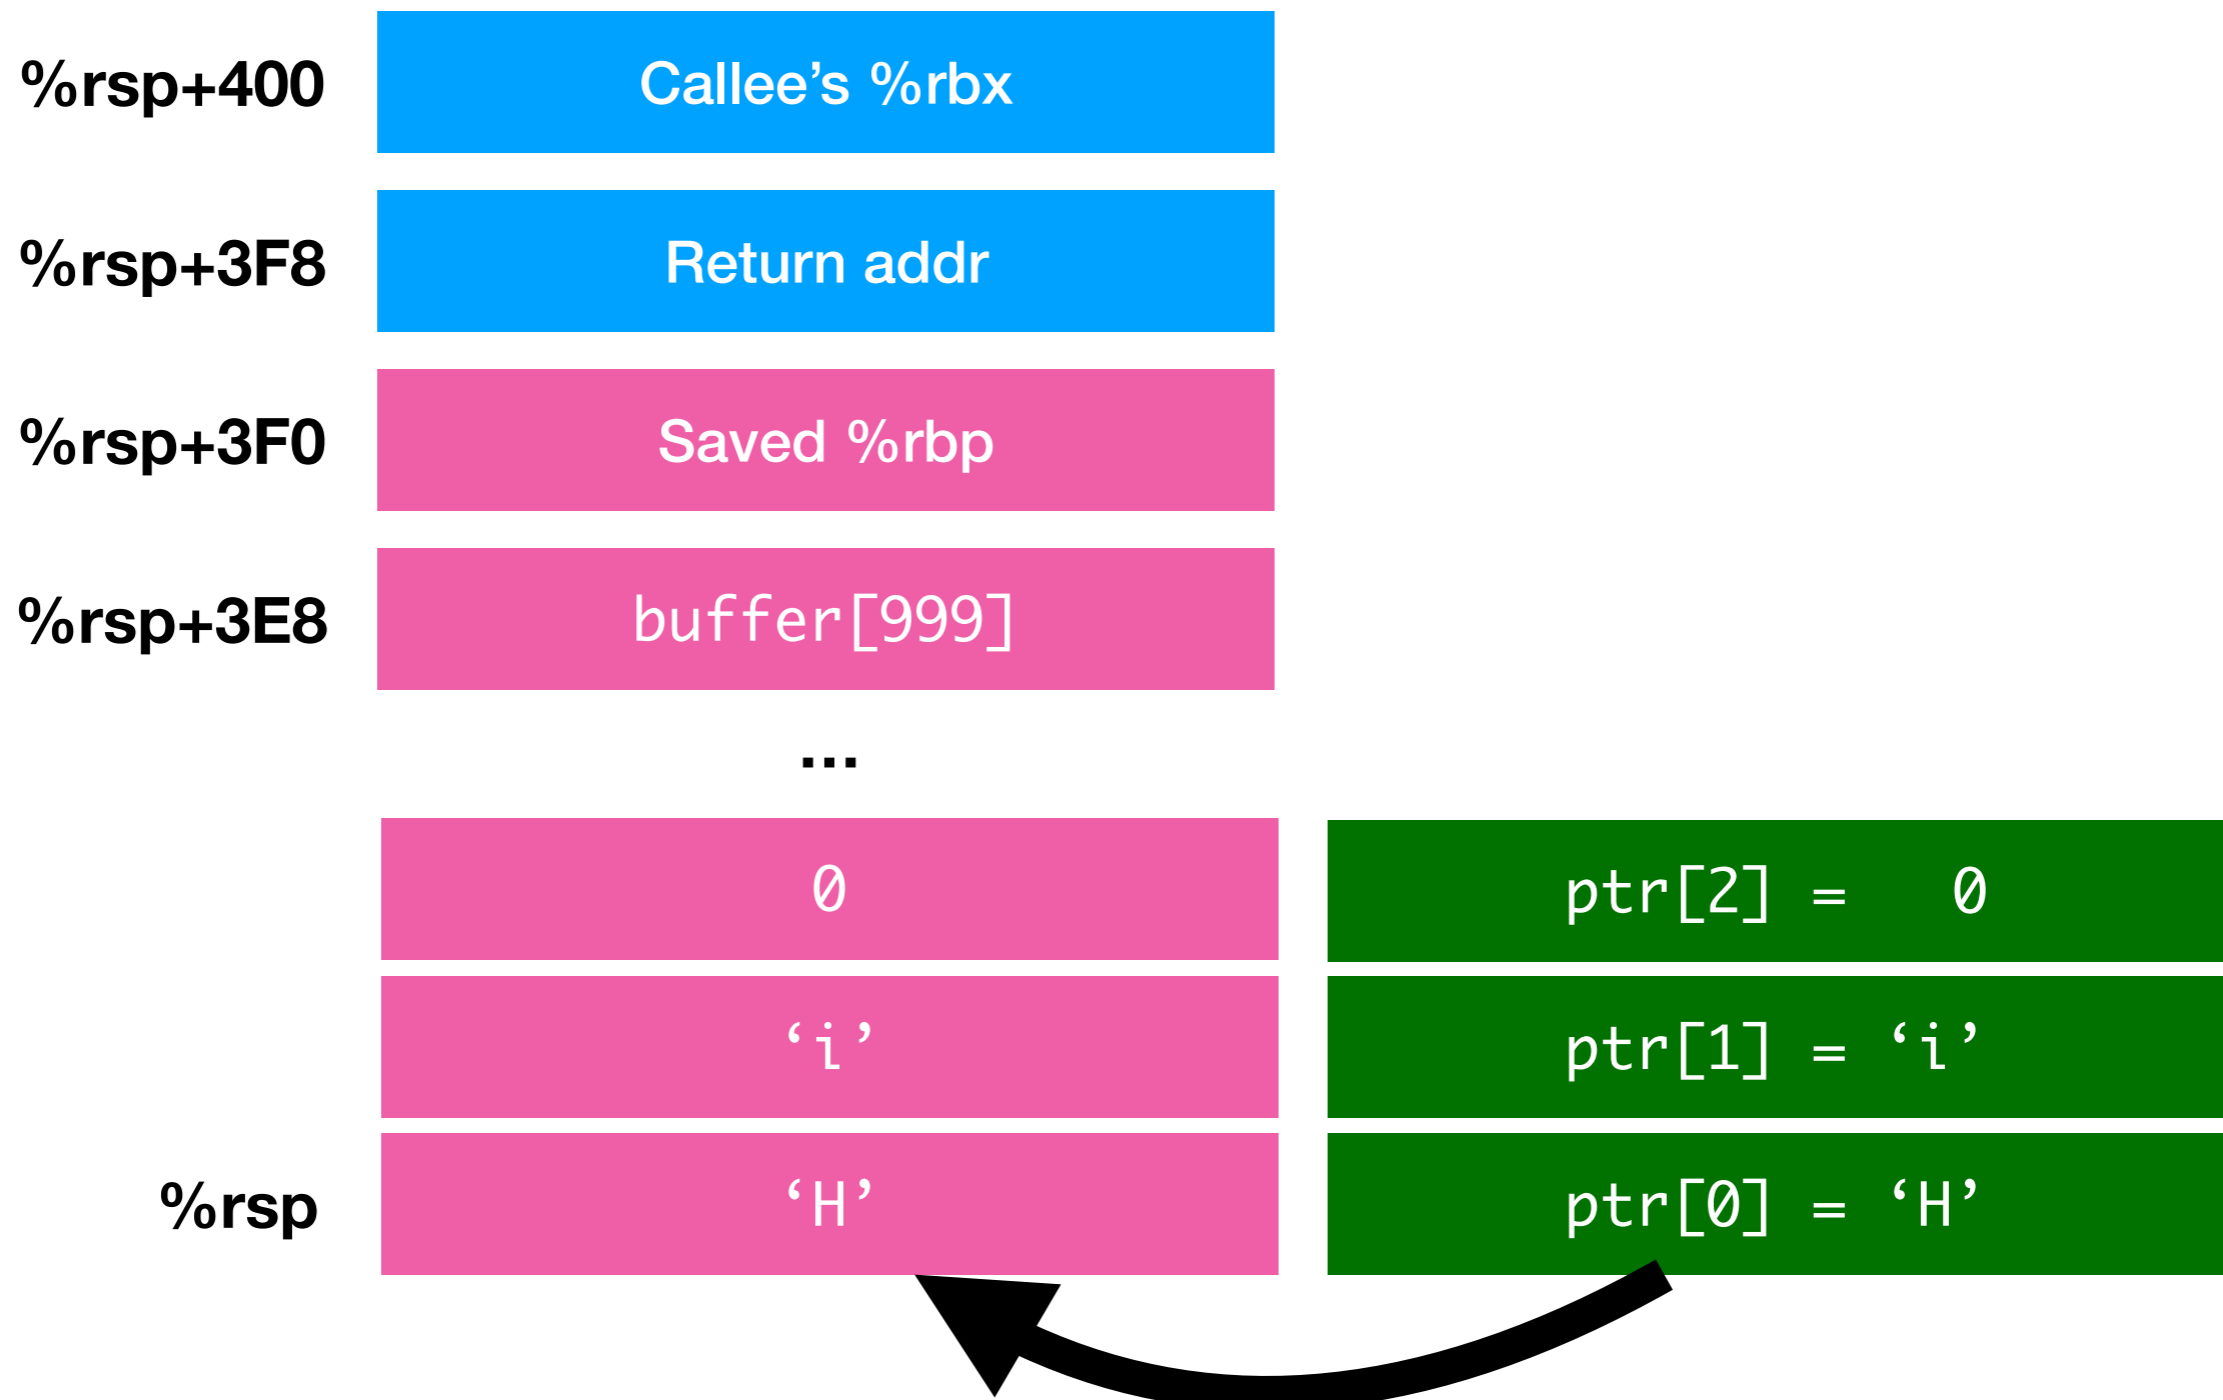 %rsp+400 Callee’s %rbx
%rsp+3F8 Return addr
%rsp+3F0 Saved %rbp
%rsp+3E8 buffer[999]
...
0 ptr[2] = 0
‘i’ ptr[1] = ‘i’
%rsp ‘H’ ptr[0] = ‘H’